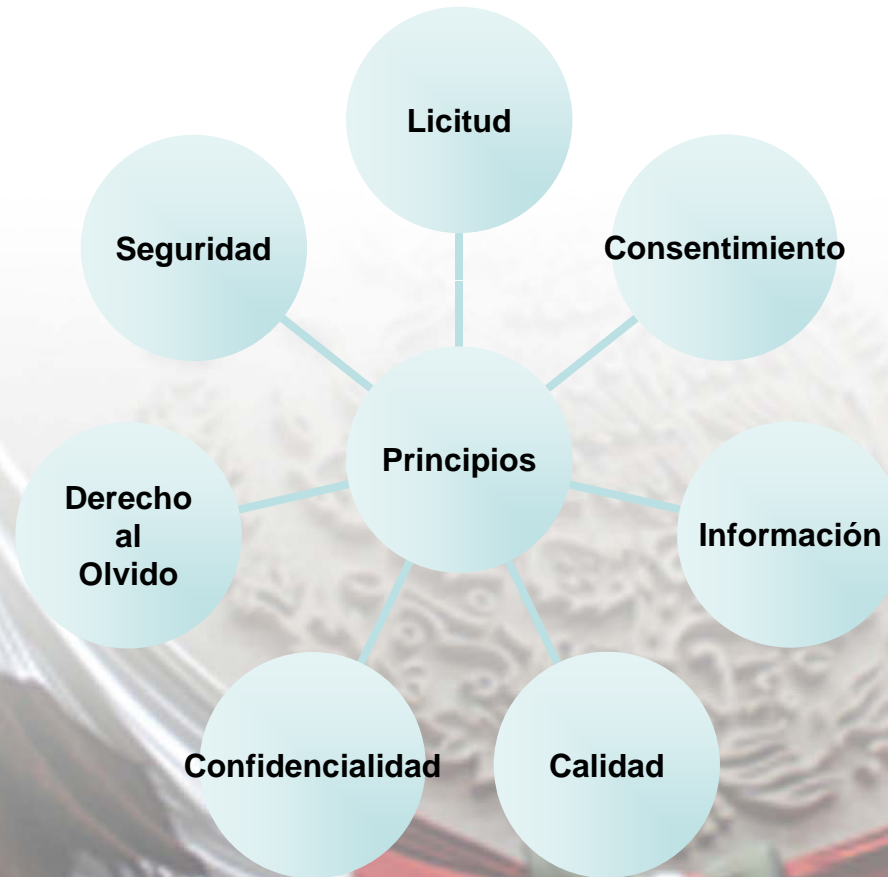 Licitud
Seguridad
Consentimiento
Principios
Derecho
al
Olvido
Información
Confidencialidad
Calidad